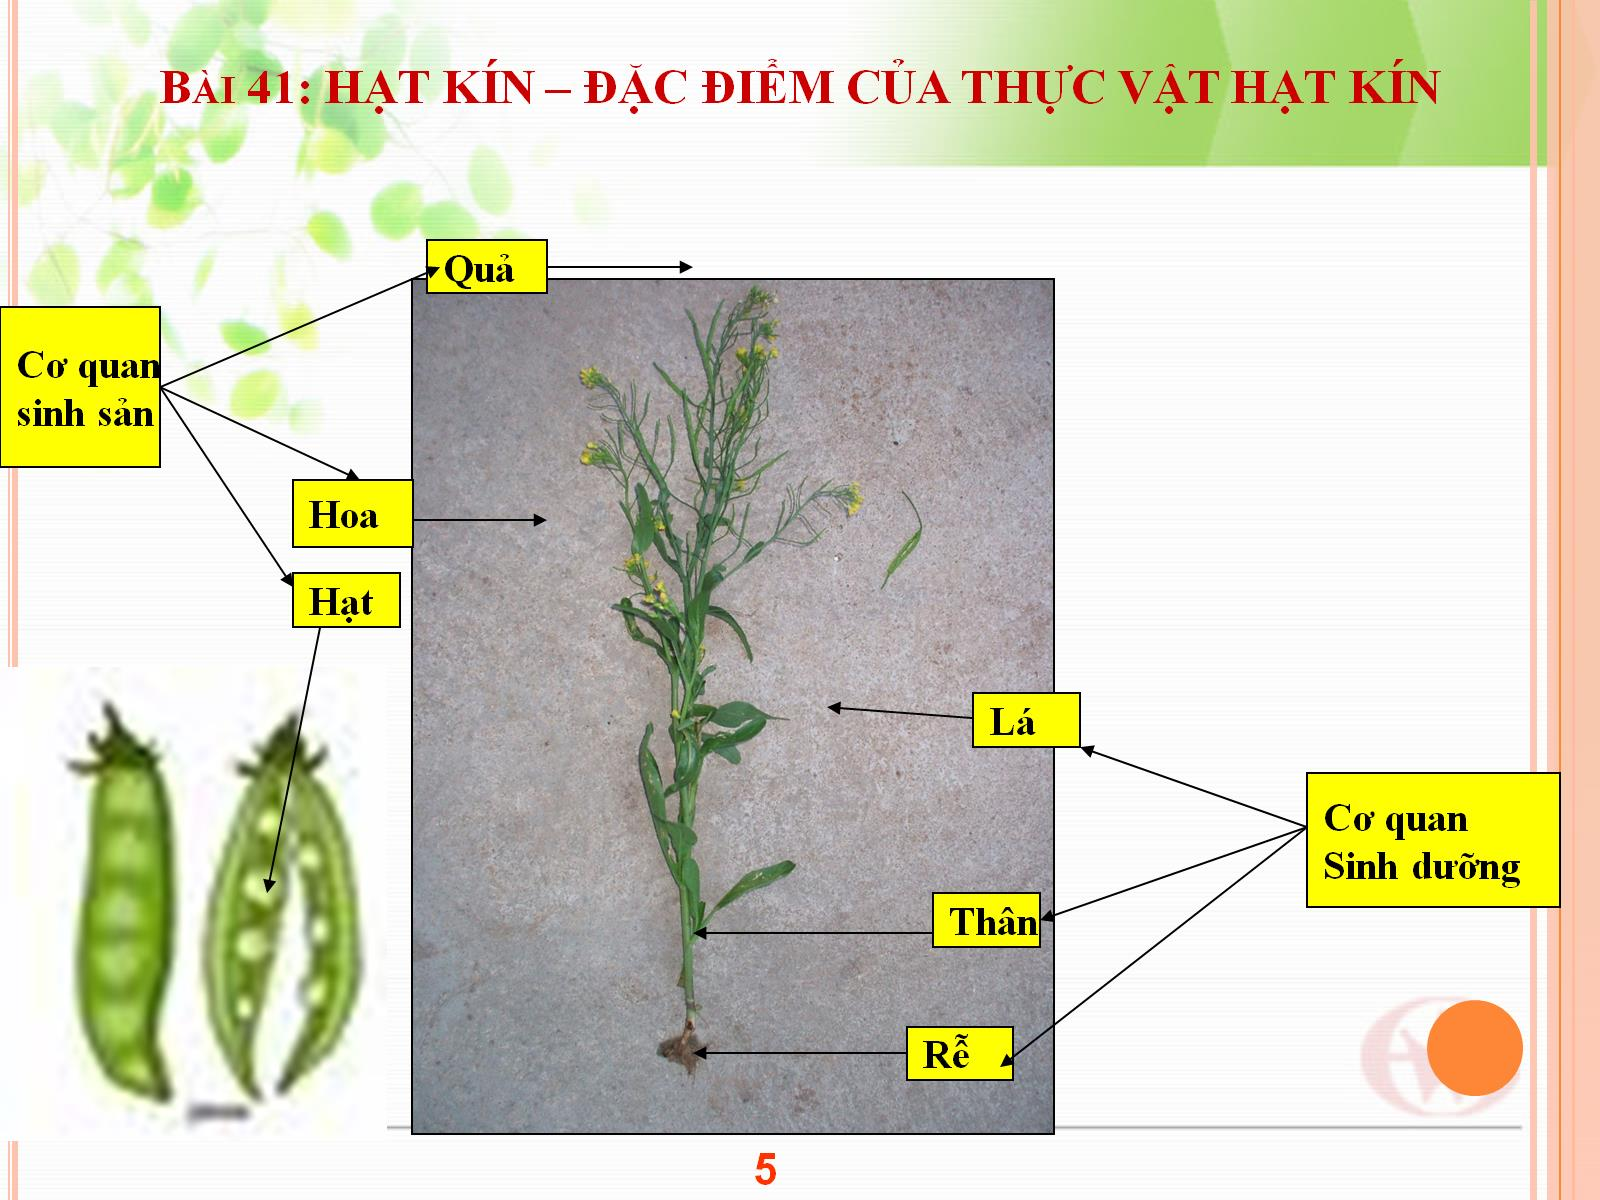 BÀI 41: HẠT KÍN – ĐẶC ĐIỂM CỦA THỰC VẬT HẠT KÍN
Quả
Cơ quan
sinh sản
Hoa
Hạt
Lá
Cơ quan
Sinh dưỡng
Thân
Rễ
5